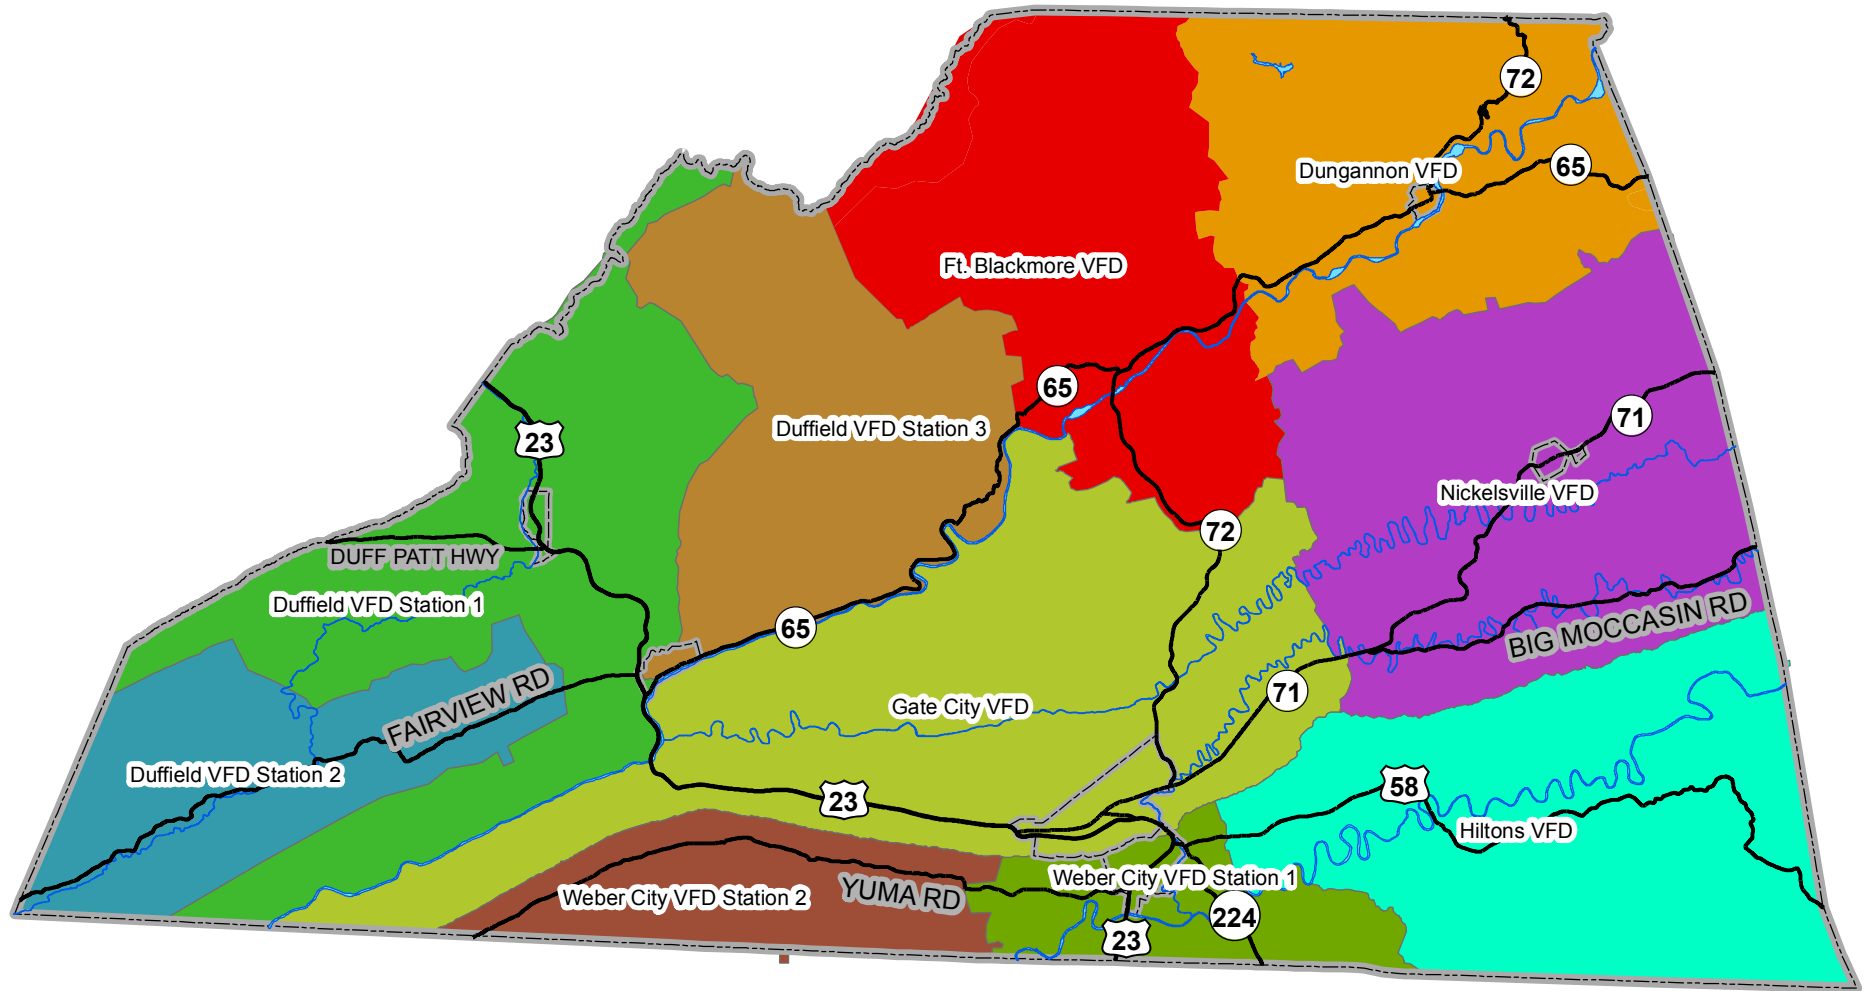 72
Dungannon VFD
65
Ft. Blackmore VFD
65
71
Duffield VFD Station 3
23
Nickelsville VFD
72
DUFF PATT HWY
Duffield VFD Station 1
65
BIG MOCCASIN RD
FAIRVIEW RD
71
Gate City VFD
Duffield VFD Station 2
58
23
Hiltons VFD
Weber City VFD Station 1
YUMA RD
Weber City VFD Station 2
224
23